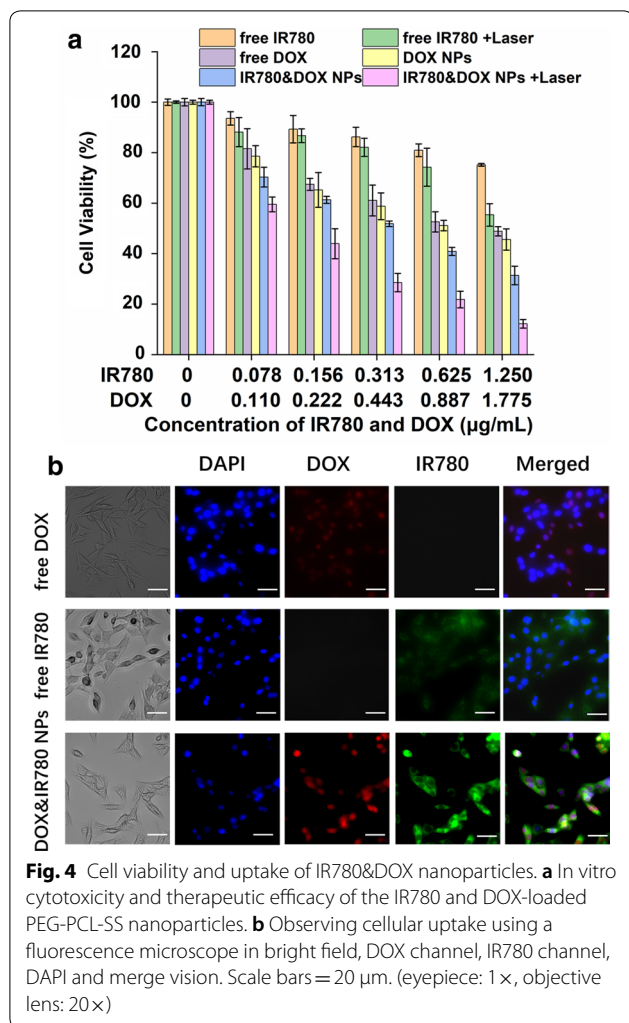 a
free IR780 free IR780 +Laser
free DOX DOX NPs
IR780&DOX NPs IR780&DOX NPs +Laser
120
100
80
60
40
20
0
Cell Viability (%)
IR780 0 0.078 0.156 0.313 0.625 1.250
DOX 0 0.110 0.222 0.443 0.887 1.775
Concentration of IR780 and DOX (µg/mL)
b
DAPI DOX IR780 Merged
free DOX
free IR780
DOX&IR780 NPs
Fig. 4 Cell viability and uptake of IR780&DOX nanoparticles. a In vitro
cytotoxicity and therapeutic efficacy of the IR780 and DOX-loaded
PEG-PCL-SS nanoparticles. b Observing cellular uptake using a
fluorescence microscope in bright field, DOX channel, IR780 channel,
DAPI and merge vision. Scale bars = 20 µm. (eyepiece: 1×, objective
lens: 20×)